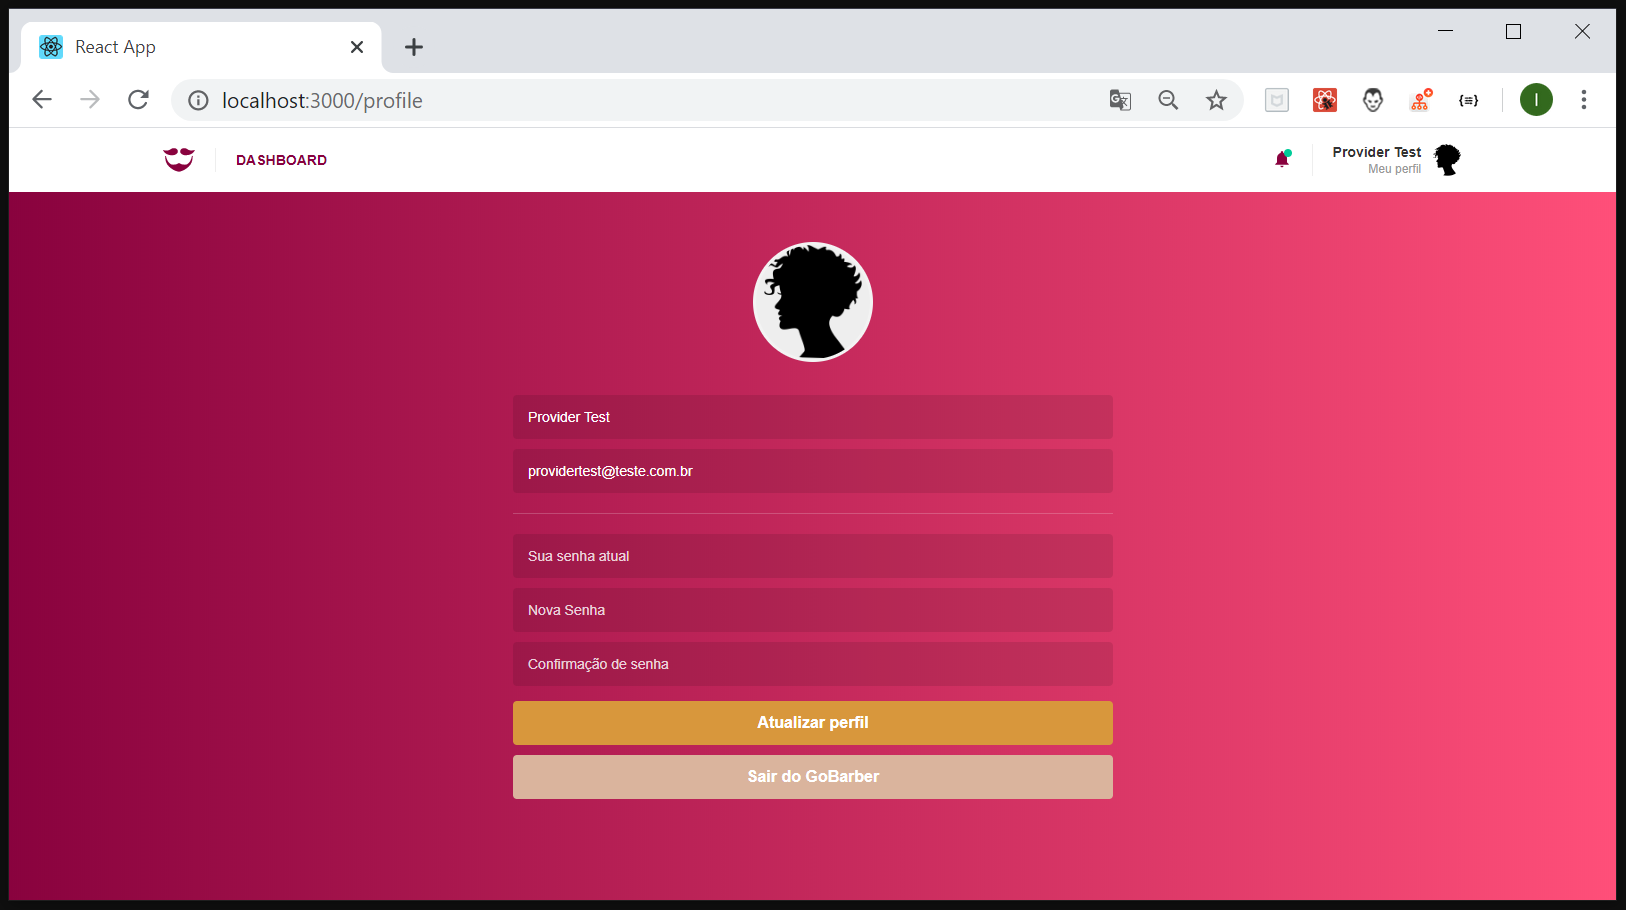 React App
localhost:3000/profile
I
DASHBOARD
Provider Test
Meu perfil
Provider Test
providertest@teste.com.br
Sua senha atual
Nova Senha
Confirmação de senha
Atualizar perfil
Sair do GoBarber